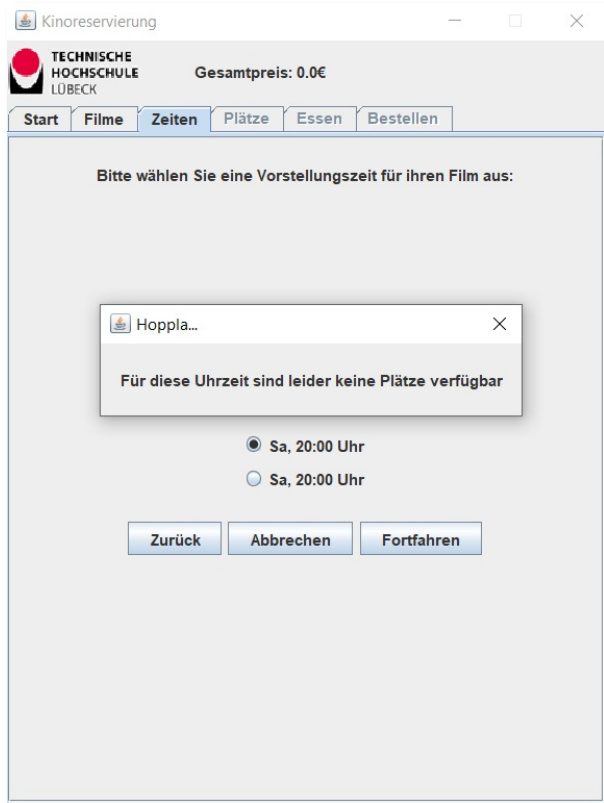 Kinoreservierung
TECHNISCHE
HOCHSCHULE
LÜBECK
Gesamtpreis: 0.0€
Start Filme Zeiten Plätze Essen Bestellen
Bitte wählen Sie eine Vorstellungszeit für ihren Film aus:
Hoppla...
Für diese Uhrzeit sind leider keine Plätze verfügbar
Sa, 20:00 Uhr
Sa, 20:00 Uhr
Zurück Abbrechen Fortfahren